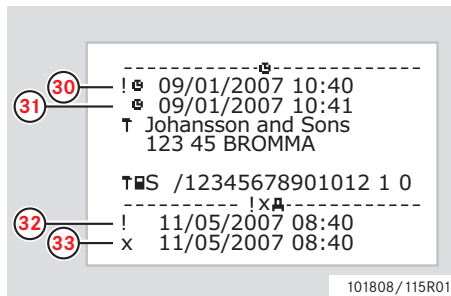 30 ! 09/01/2007 10:40
31 09/01/2007 10:41
Johansson and Sons
123 45 BROMMA
S /12345678901012 1 0
---------- !x ------------
32 ! 11/05/2007 08:40
33 x 11/05/2007 08:40
101808/115R01